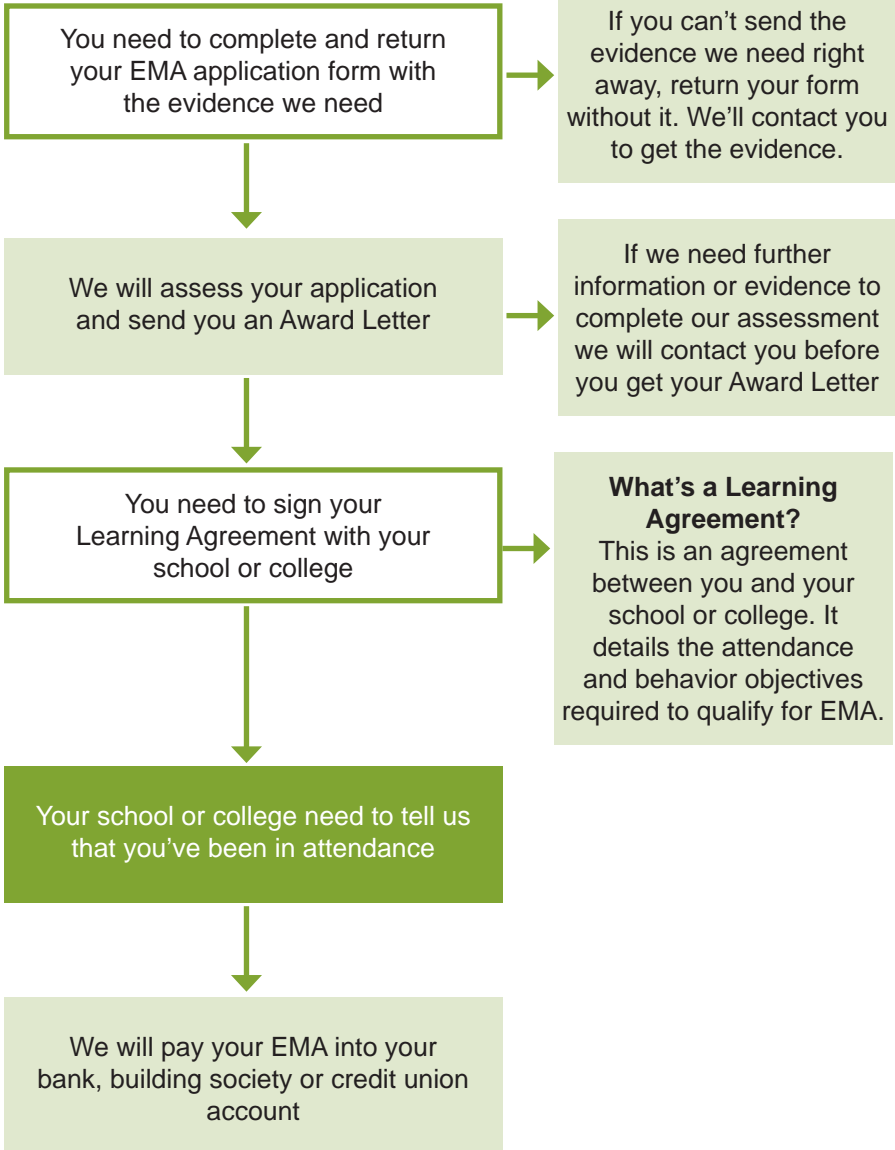 You need to complete and return
your EMA application form with
the evidence we need
If you can’t send the
evidence we need right
away, return your form
without it. We’ll contact you
to get the evidence.
We will assess your application
and send you an Award Letter
If we need further
information or evidence to
complete our assessment
we will contact you before
you get your Award Letter
You need to sign your
Learning Agreement with your
school or college
What’s a Learning
Agreement?
This is an agreement
between you and your
school or college. It
details the attendance
and behavior objectives
required to qualify for EMA.
Your school or college need to tell us
that you’ve been in attendance
We will pay your EMA into your
bank, building society or credit union
account